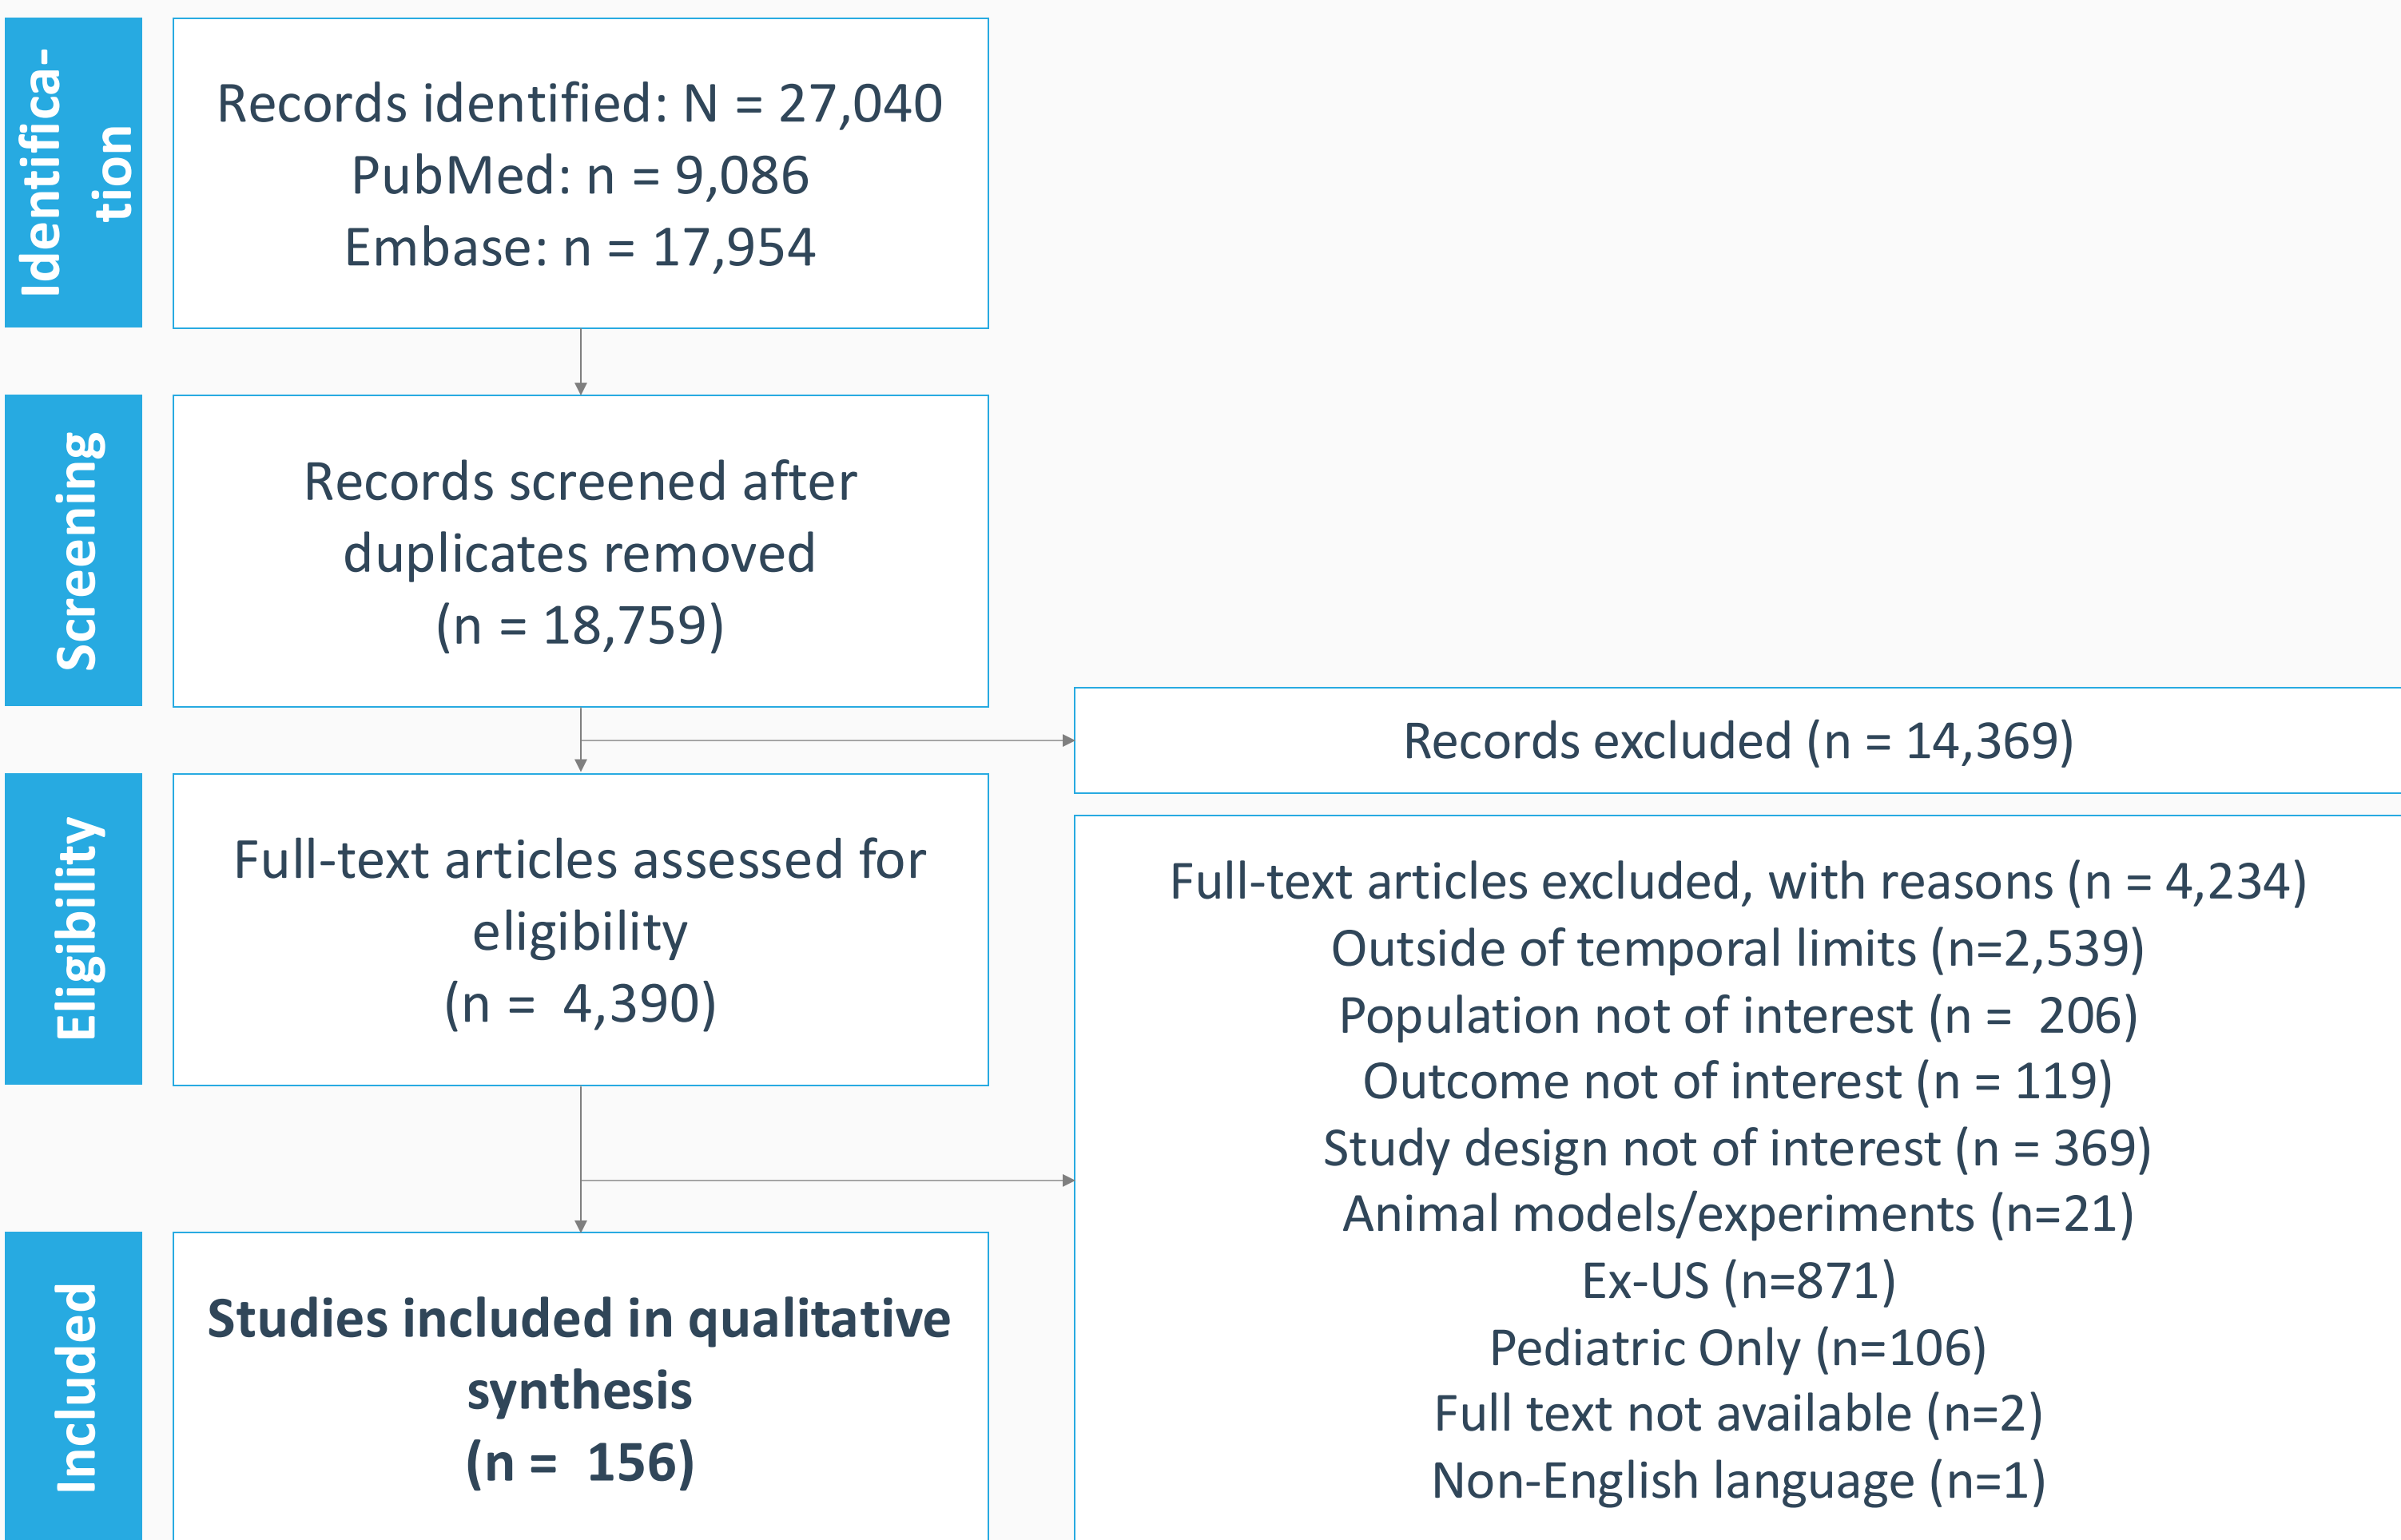 Identifica-
tion
Records identified: N = 27,040
PubMed: n = 9,086
Embase: n = 17,954
Screening
Records screened after
duplicates removed
(n = 18,759)
Records excluded (n = 14,369)
Eligibility
Full-text articles assessed for
eligibility
(n =  4,390)
Full-text articles excluded, with reasons (n = 4,234)
Outside of temporal limits (n=2,539)
Population not of interest (n =  206)
Outcome not of interest (n = 119)
Study design not of interest (n = 369)
Animal models/experiments (n=21)
Ex-US (n=871)
Pediatric Only (n=106)
Full text not available (n=2)
Non-English language (n=1)
Included
Studies included in qualitative
synthesis
(n =  156)